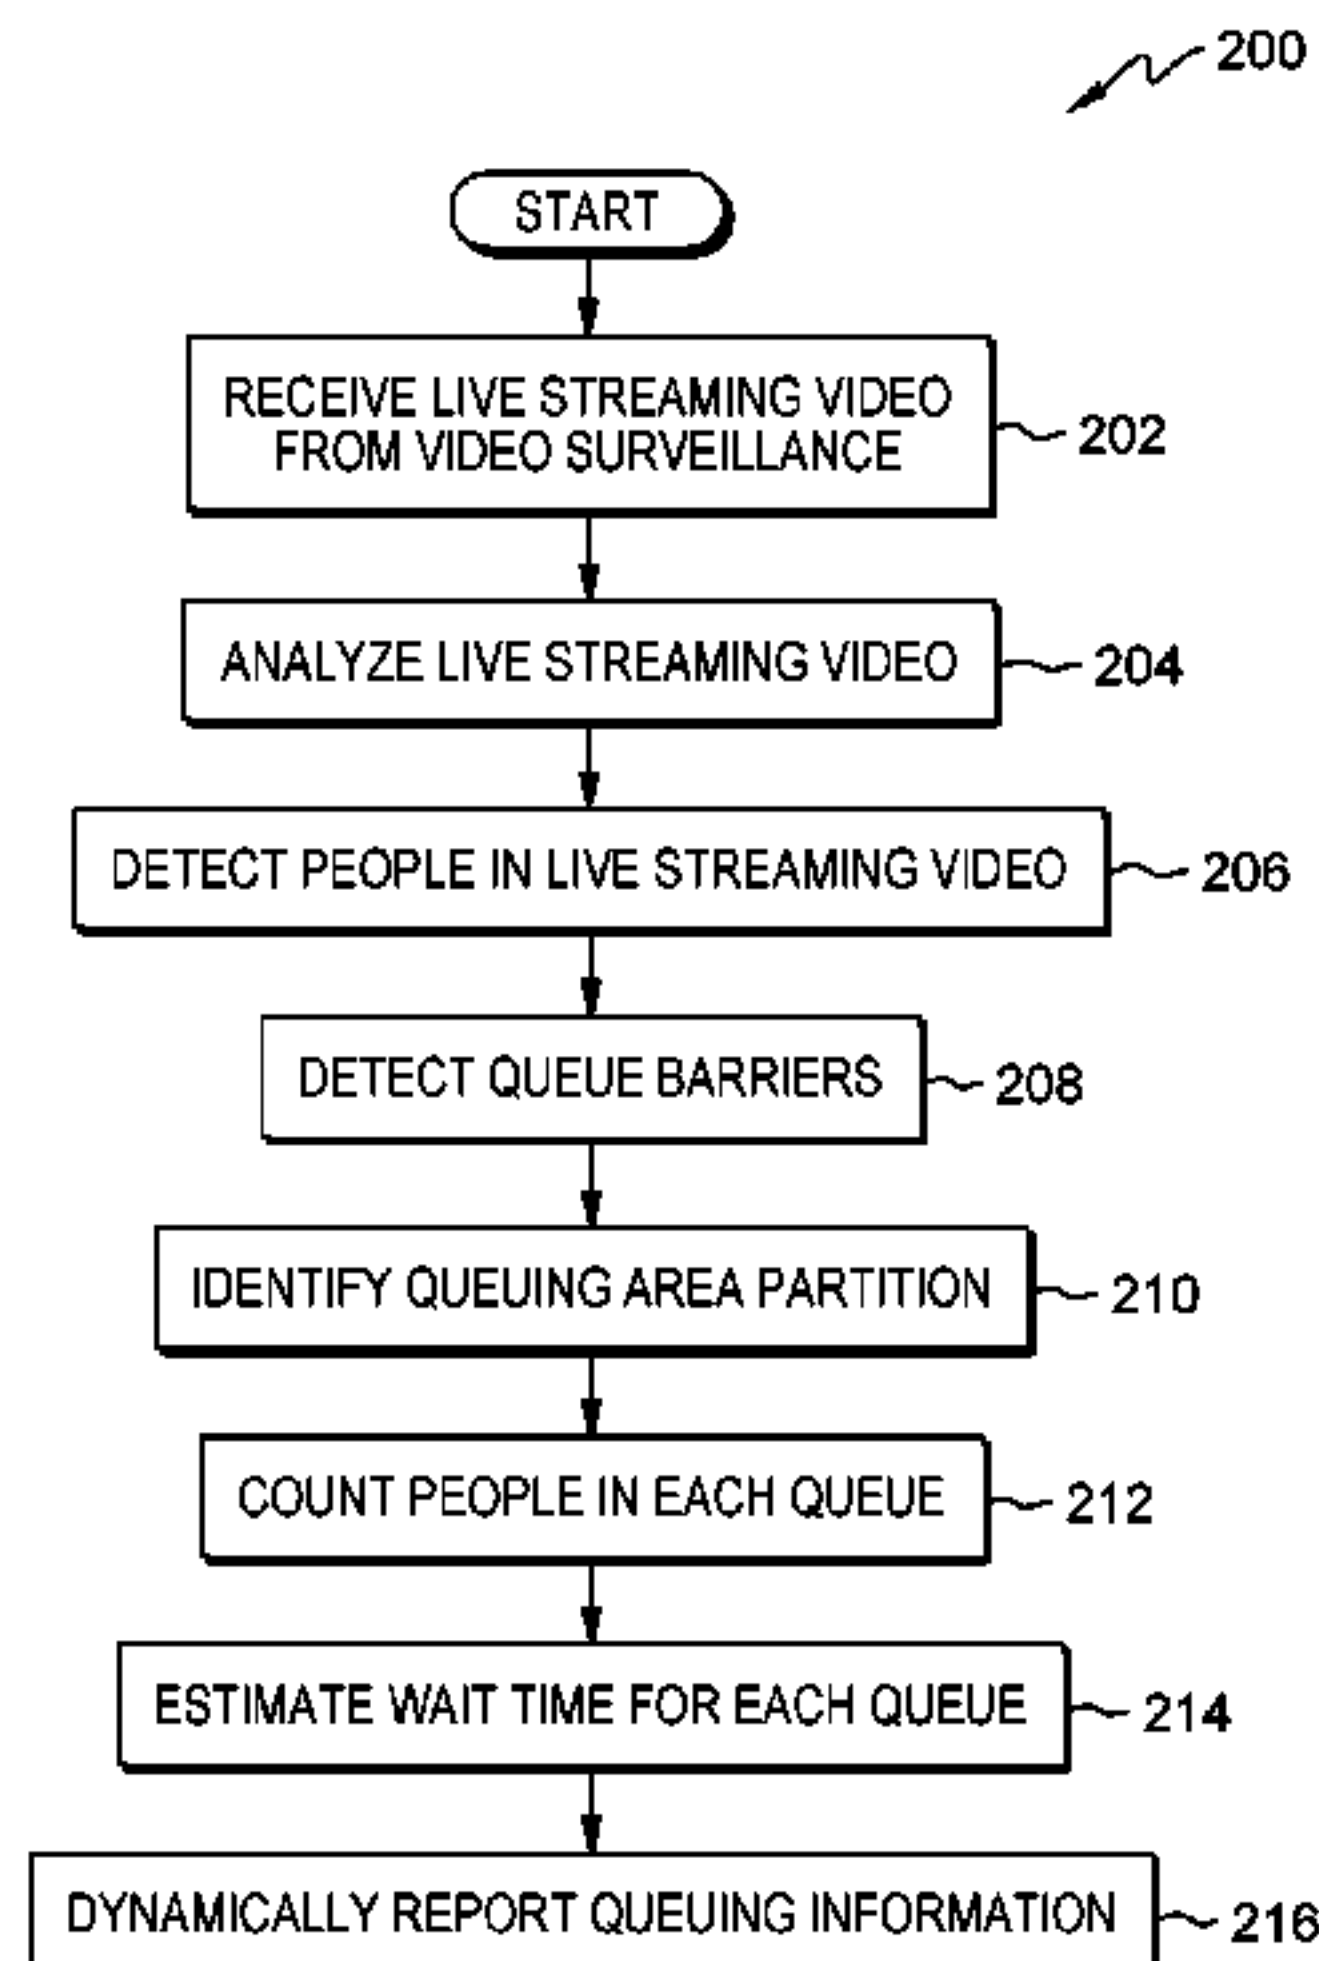 200
START
RECEIVE LIVE STREAMING VIDEO
FROM VIDEO SURVEILLANCE
202
ANALYZE LIVE STREAMING VIDEO
204
DETECT PEOPLE IN LIVE STREAMING VIDEO
206
DETECT QUEUE BARRIERS
208
IDENTIFY QUEUING AREA PARTITION
210
COUNT PEOPLE IN EACH QUEUE
212
ESTIMATE WAIT TIME FOR EACH QUEUE
214
DYNAMICALLY REPORT QUEUING INFORMATION
216